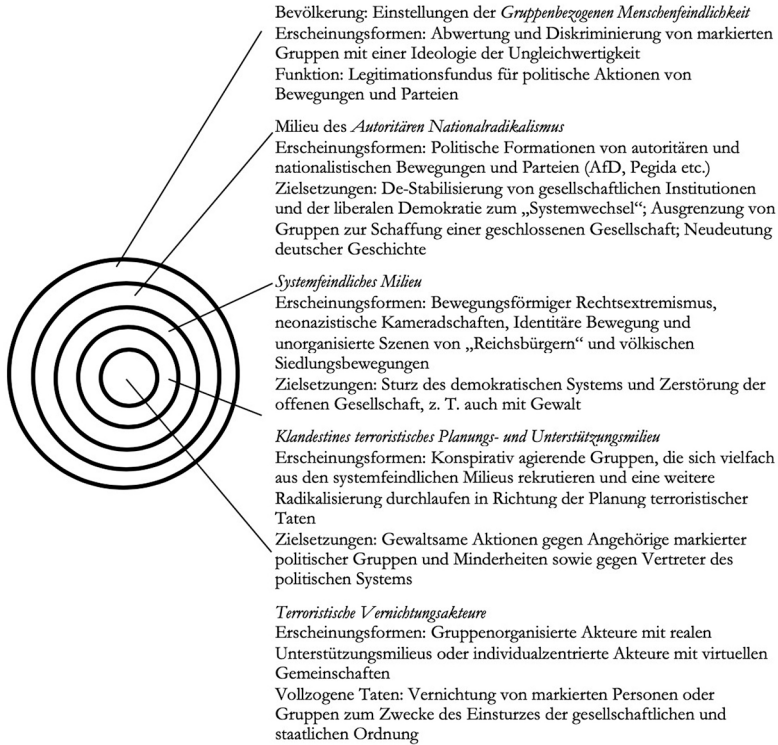 Bevölkerung: Einstellungen der Gruppenbezogenen Menschenfeindlichkeit
Erscheinungsformen: Abwertung und Diskriminierung von markierten
Gruppen mit einer Ideologie der Ungleichwertigkeit
Funktion: Legitimationsfundus für politische Aktionen von
Bewegungen und Parteien
Milieu des Autoritären Nationalradikalismus
Erscheinungsformen: Politische Formationen von autoritären und
nationalistischen Bewegungen und Parteien (AfD, Pegida etc.)
Zielsetzungen: De-Stabilisierung von gesellschaftlichen Institutionen
und der liberalen Demokratie zum „Systemwechsel“; Ausgrenzung von
Gruppen zur Schaffung einer geschlossenen Gesellschaft; Neudeutung
deutscher Geschichte
Systemfeindliches Milieu
Erscheinungsformen: Bewegungsförmiger Rechtsextremismus,
neonazistische Kameradschaften, Identitäre Bewegung und
unorganisierte Szenen von „Reichsbürgern“ und völkischen
Siedlungsbewegungen
Zielsetzungen: Sturz des demokratischen Systems und Zerstörung der
offenen Gesellschaft, z. T. auch mit Gewalt
Klandestines terroristisches Planungs- und Unterstützungsmilieu
Erscheinungsformen: Konspirativ agierende Gruppen, die sich vielfach
aus den systemfeindlichen Milieus rekrutieren und eine weitere
Radikalisierung durchlaufen in Richtung der Planung terroristischer
Taten
Zielsetzungen: Gewaltsame Aktionen gegen Angehörige markierter
politischer Gruppen und Minderheiten sowie gegen Vertreter des
politischen Systems
Terroristische Vernichtungsakteure
Erscheinungsformen: Gruppenorganisierte Akteure mit realen
Unterstützungsmilieus oder individualzentrierte Akteure mit virtuellen
Gemeinschaften
Vollzogene Taten: Vernichtung von markierten Personen oder
Gruppen zum Zwecke des Einsturzes der gesellschaftlichen und
staatlichen Ordnung